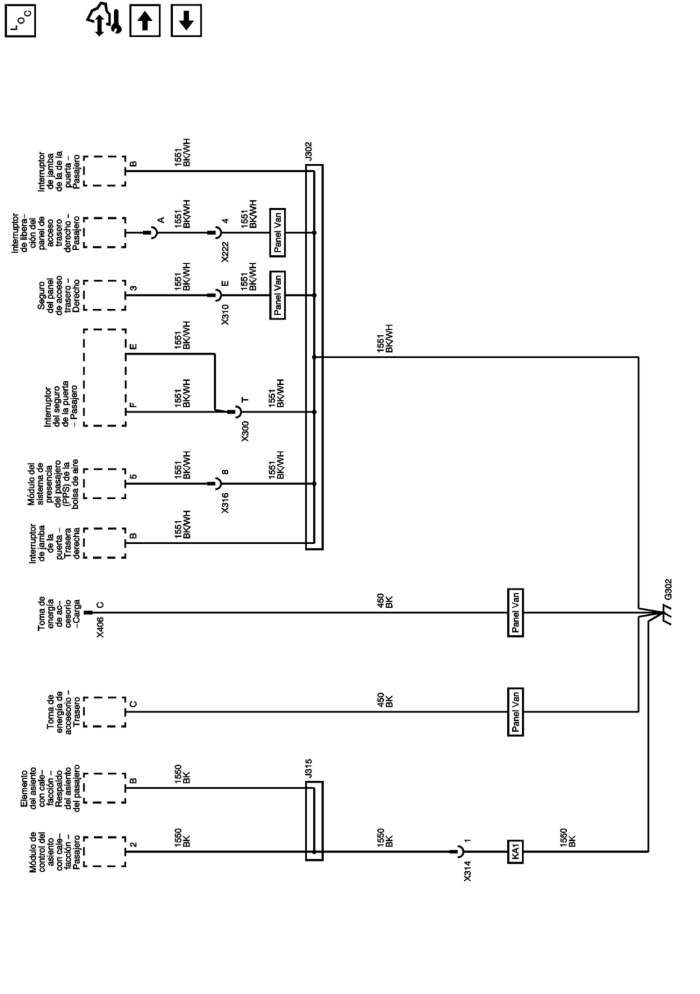 L
O
C
Módulo de
control del
asiento
con cale–
facción –
Pasajero
2
1550
BK
Elemento
del asiento
con cale–
facción –
Respaldo
del asiento
del pasajero
B
1550
BK
J315
1550
BK
X314
1
KA1
1550
BK
Toma de
energía de
accesorio –
Trasero
C
450
BK
Panel Van
Toma de
energía
de ac–
cesorio
–Carga
X406
C
450
BK
Panel Van
G302
Interruptor
de jamba
de la
puerta –
Trasera
derecha
B
1551
BK/WH
Módulo del
sistema de
presencia
del pasajero
(PPS) de la
bolsa de aire
5
1551
BK/WH
X316
8
1551
BK/WH
Interruptor
del seguro
de la puerta
– Pasajero
F
E
1551
BK/WH
1551
BK/WH
X300
T
1551
BK/WH
Seguro
del panel
de acceso
trasero –
Derecho
3
1551
BK/WH
X310
E
1551
BK/WH
Panel Van
Interruptor
de libera–
ción del
panel de
acceso
trasero
derecho –
Pasajero
A
1551
BK/WH
X222
4
1551
BK/WH
Panel Van
Interruptor
de jamba
de la de la
puerta –
Pasajero
B
1551
BK/WH
J302
1551
BK/WH